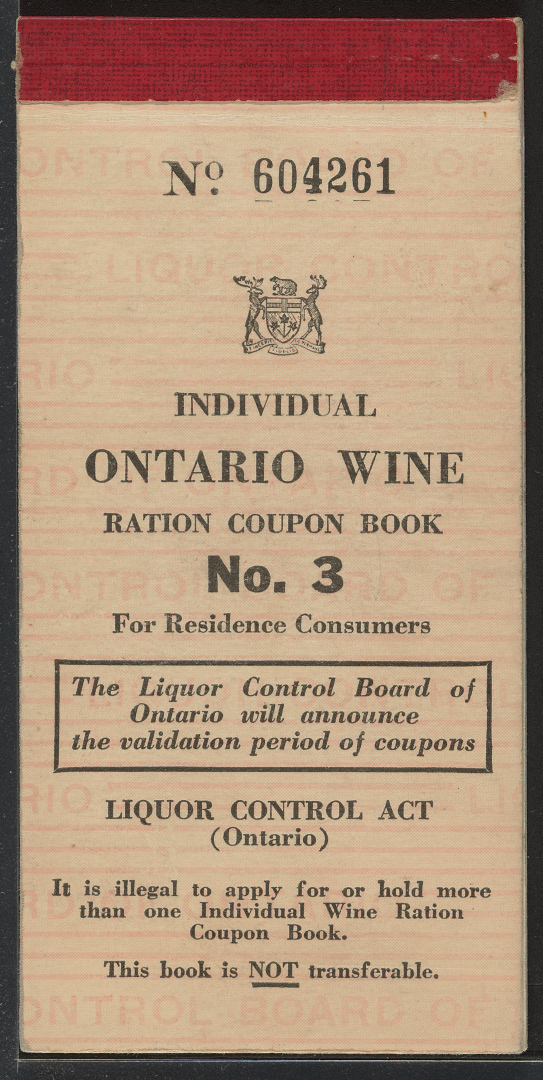 Nº. 604261
INDIVIDUAL
ONTARIO WINE
RATION COUPON BOOK
No. 3
For Residence Consumers
The Liquor Control Board of
Ontario will announce
the validation period of coupons
LIQUOR CONTROL ACT
(Ontario)
It is illegal to apply for or hold more
than one Individual Wine Ration
Coupon Book.
This book is NOT transferable.